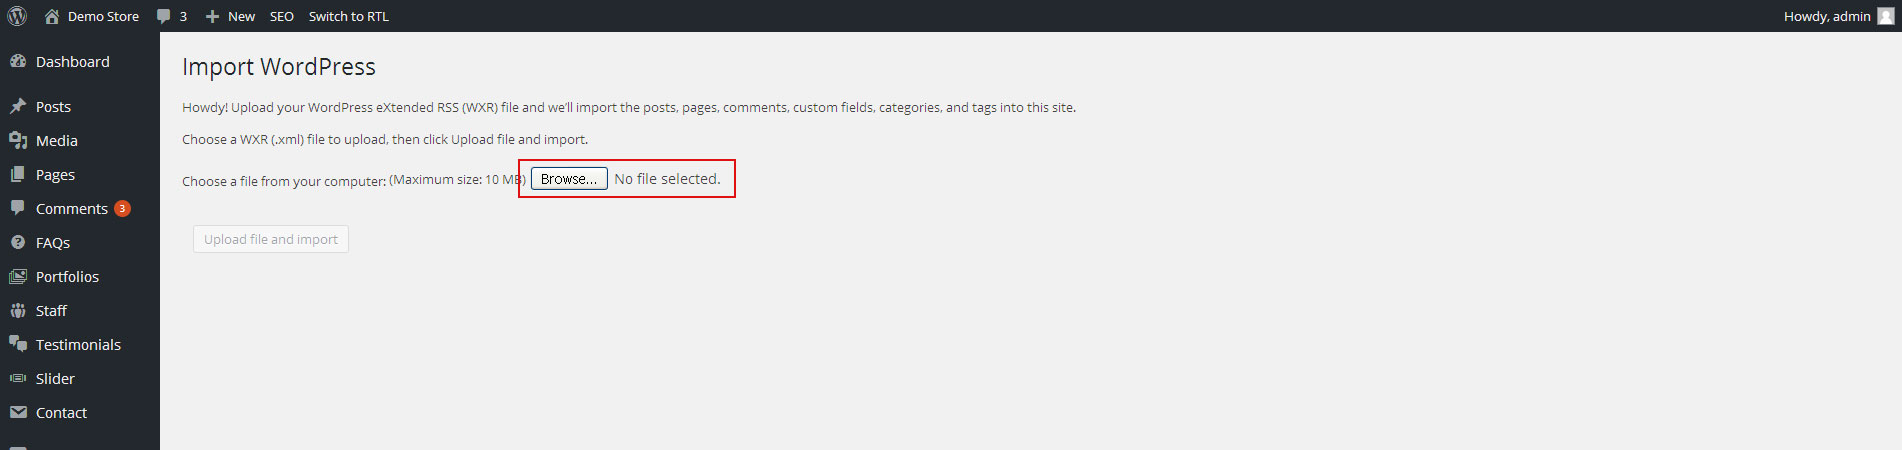 Demo Store 3 New SEO Switch to RTL Howdy, admin
Dashboard
Posts
Media
Pages
Comments 3
FAQs
Portfolios
Staff
Testimonials
Slider
Contact
Import WordPress
Howdy! Upload your WordPress eXtended RSS (WXR) file and we'll import the posts, pages, comments, custom fields, categories, and tags into this site.
Choose a WXR (.xml) file to upload, then click Upload file and import.
Choose a file from your computer: (Maximum size: 10 MB) Browse... No file selected.
Upload file and import